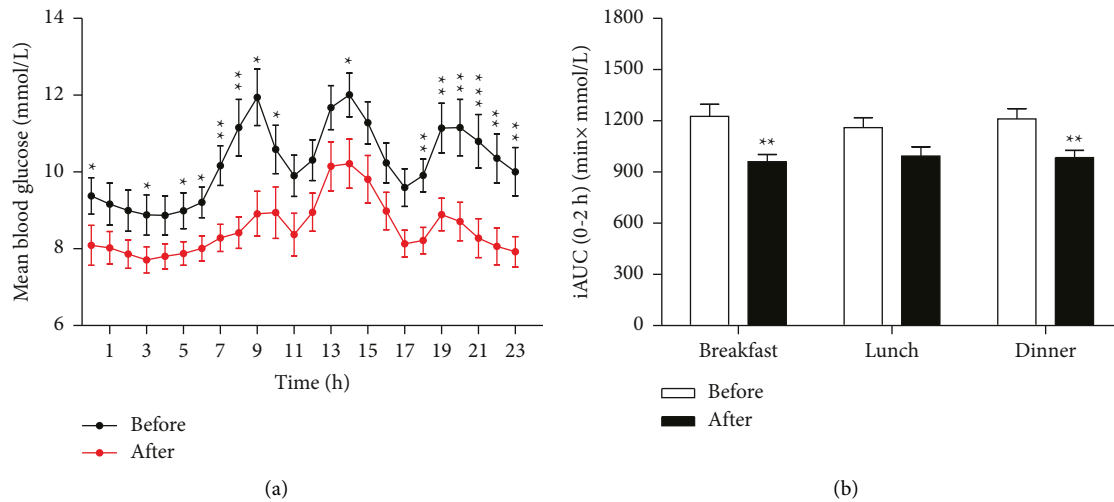 Mean blood glucose (mmol/L)
14
12
10
8
6
* * * * ** ** * * * ** ** ** *** ** **
1 3 5 7 9 11 13 15 17 19 21 23
Time (h)
Before
After
(a)
iAUC (0-2 h) (min× mmol/L)
1800
1500
1200
900
600
300
0
** **
Breakfast Lunch Dinner
Before
After
(b)